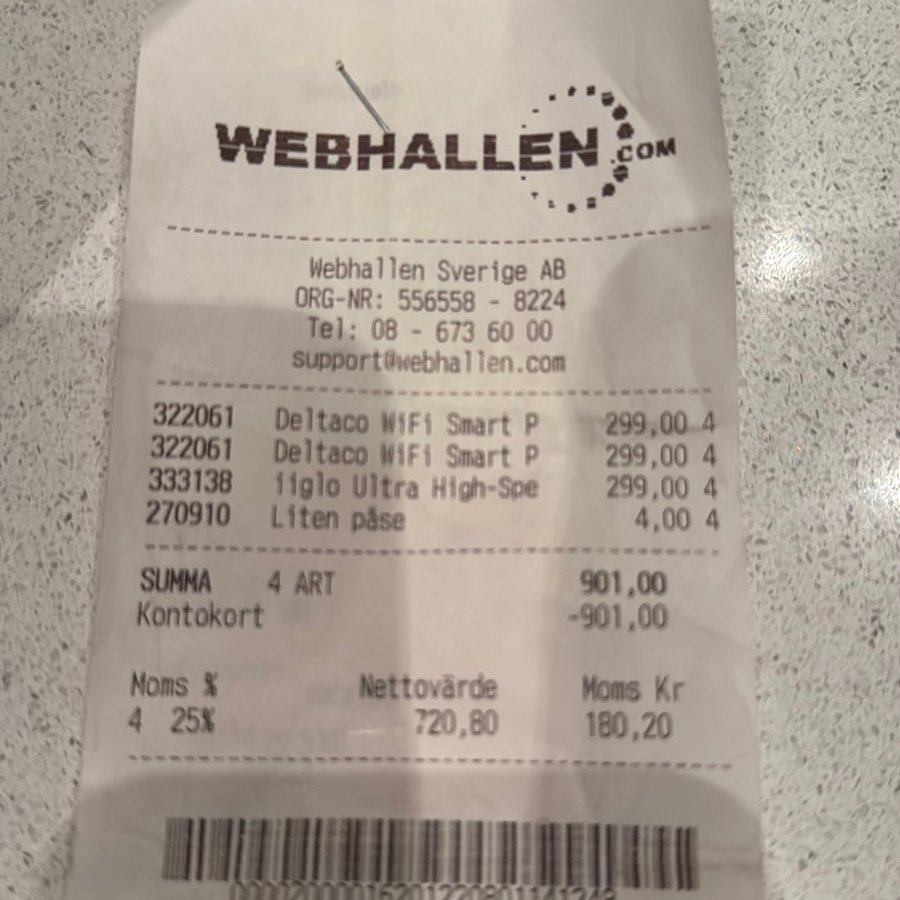 WEBHALLEN.COM
Webhallen Sverige AB
ORG-NR: 556558 - 8224
Tel: 08 - 673 60 00
support@webhallen.com
322061 Deltaco WiFi Smart P 299,00 4
322061 Deltaco WiFi Smart P 299,00 4
333138 iiglo Ultra High-Spe 299,00 4
270910 Liten påse 4,00 4
SUMMA 4 ART 901,00
Kontokort -901,00
Moms % Nettovärde Moms Kr
4 25% 720,80 180,20